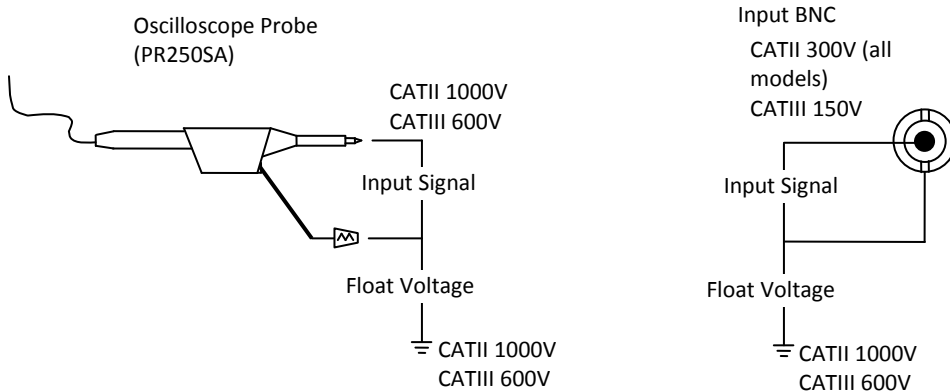 Oscilloscope Probe
(PR250SA)
CATII 1000V
CATIII 600V
Input Signal
Float Voltage
CATII 1000V
CATIII 600V
Input BNC
CATII 300V (all
models)
CATIII 150V
Input Signal
Float Voltage
CATII 1000V
CATIII 600V